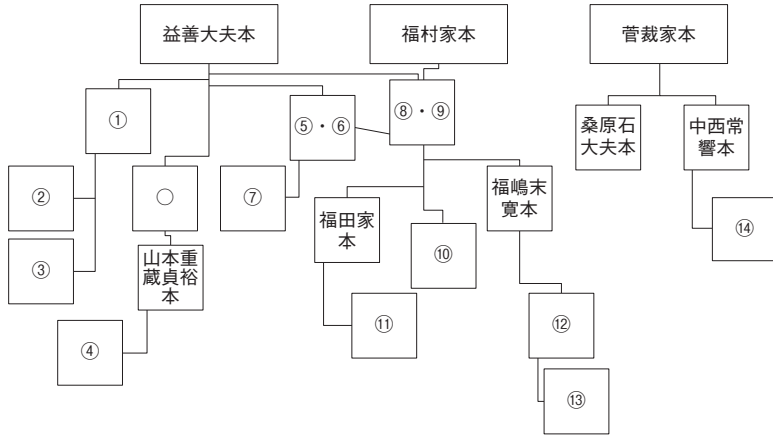 益善大夫本
福村家本
菅裁家本
①
⑤・⑥
⑧・⑨
桑原石
大夫本
中西常
響本
②
○
⑦
福田家
本
福嶋末
寛本
⑭
③
山本重
蔵貞裕
本
⑩
④
⑪
⑫
⑬